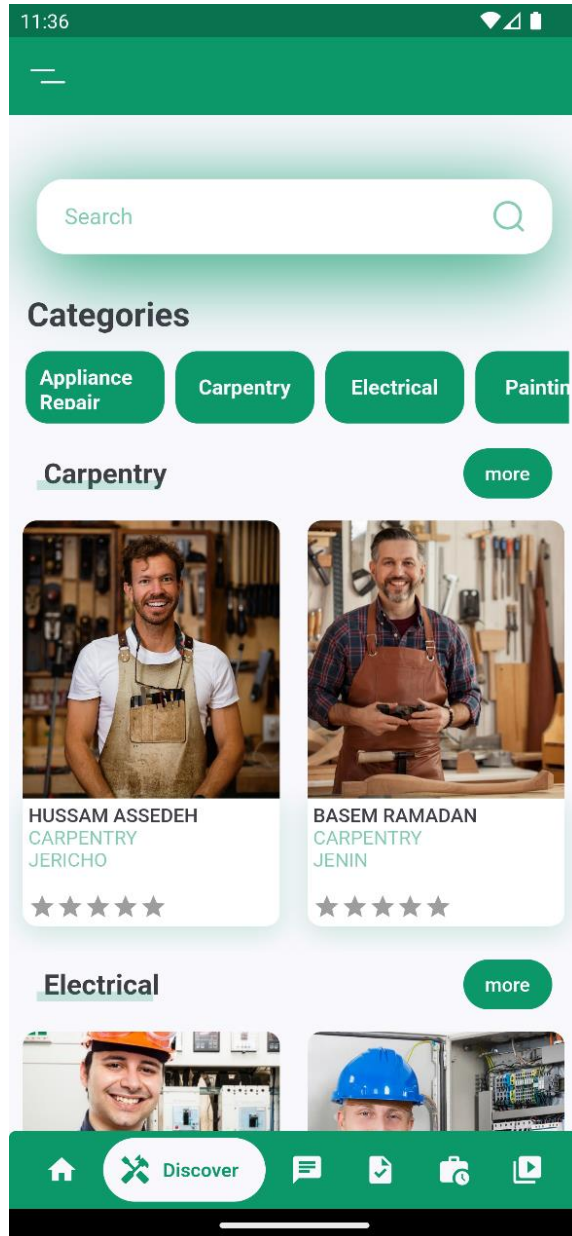 11:36
Search
Categories
Appliance
Repair
Carpentry
Electrical
Paintin
Carpentry
more
HUSSAM ASSEDEH
CARPENTRY
JERICHO
BASEM RAMADAN
CARPENTRY
JENIN
Electrical
more
Discover